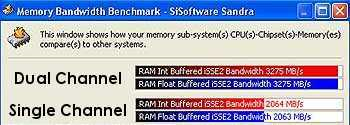 Memory Bandwidth Benchmark - SiSoftware Sandra
This window shows how your memory sub-system(s) CPU(s)-Chipset(s)-Memory(es)
compare(s) to other systems.
Dual Channel
RAM Int Buffered iSSE2 Bandwidth 3275 MB/s
RAM Float Buffered iSSE2 Bandwidth 3275 MB/s
Single Channel
RAM Int Buffered iSSE2 Bandwidth 2064 MB/s
RAM Float Buffered iSSE2 Bandwidth 2063 MB/s